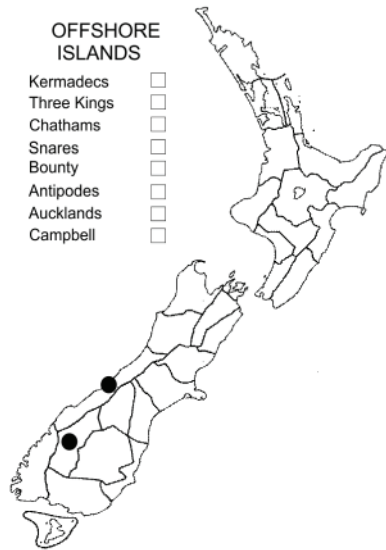 OFFSHORE
ISLANDS
Kermadecs
Three Kings
Chathams
Snares
Bounty
Antipodes
Aucklands
Campbell